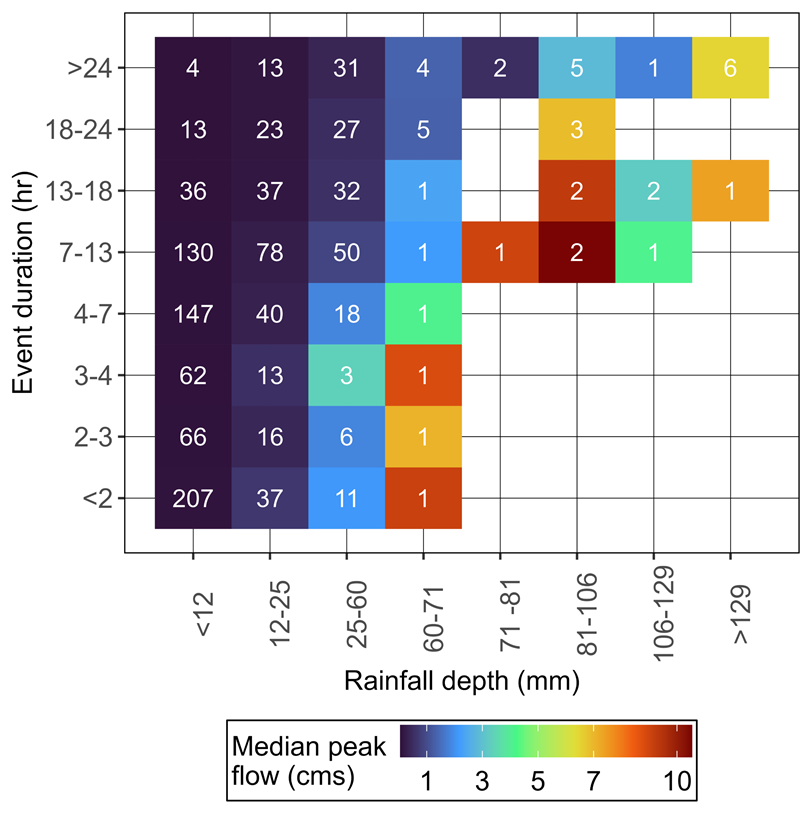 Event duration (hr)
>24 4 13 31 4 2 5 1 6
18-24 13 23 27 5 3
13-18 36 37 32 1 2 2 1
7-13 130 78 50 1 1 2 1
4-7 147 40 18 1
3-4 62 13 3 1
2-3 66 16 6 1
<2 207 37 11 1
<12 12-25 25-60 60-71 71 -81 81-106 106-129 >129
Rainfall depth (mm)
Median peak
flow (cms)
1 3 5 7 10